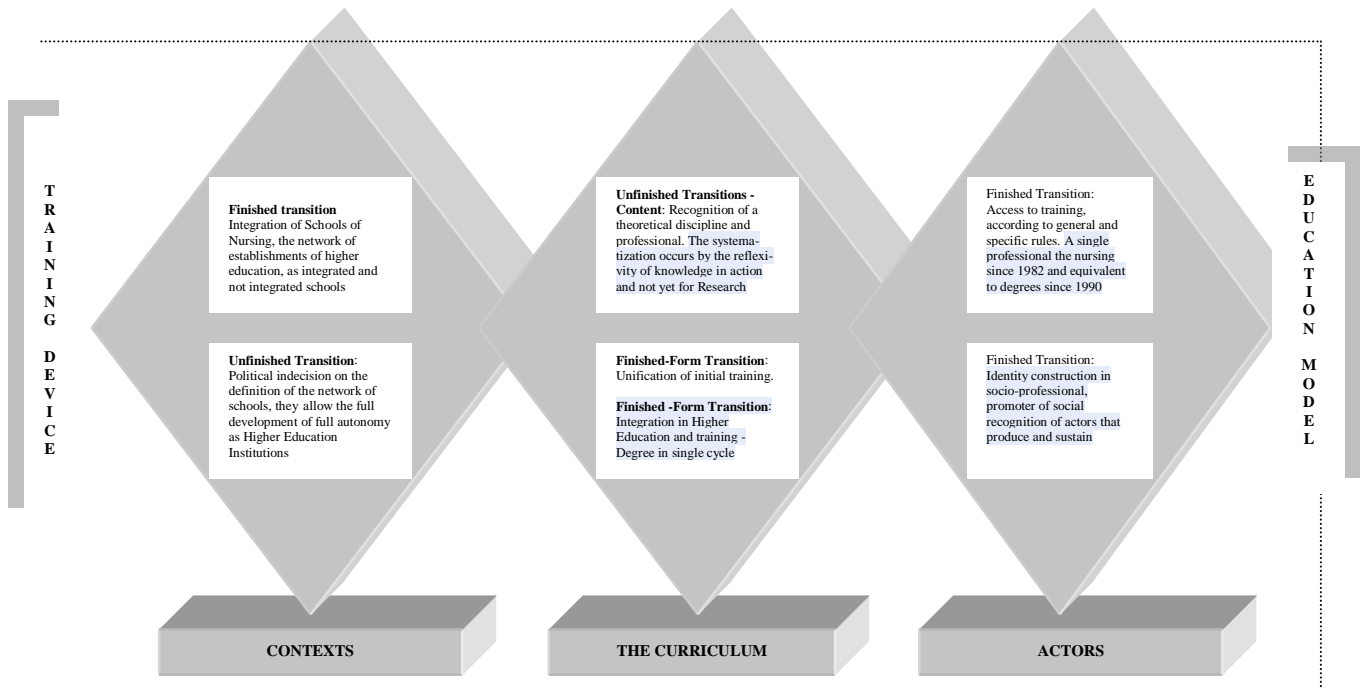 TRAINING DEVICE
Finished transition
Integration of Schools of
Nursing, the network of
establishments of higher
education, as integrated and
not integrated schools
Unfinished Transition:
Political indecision on the
definition of the network of
schools, they allow the full
development of full autonomy
as Higher Education
Institutions
CONTEXTS
Unfinished Transitions -
Content: Recognition of a
theoretical discipline and
professional. The systema-
tization occurs by the reflexi-
vity of knowledge in action
and not yet for Research
Finished-Form Transition:
Unification of initial training.
Finished -Form Transition:
Integration in Higher
Education and training -
Degree in single cycle
THE CURRICULUM
Finished Transition:
Access to training,
according to general and
specific rules. A single
professional the nursing
since 1982 and equivalent
to degrees since 1990
Finished Transition:
Identity construction in
socio-professional,
promoter of social
recognition of actors that
produce and sustain
ACTORS
EDUCATION MODEL